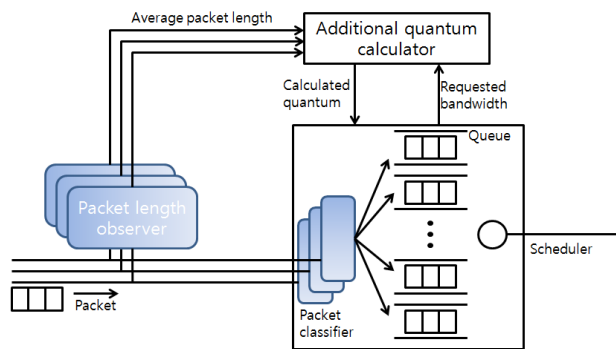 Average packet length
Additional quantum
calculator
Calculated
quantum
Requested
bandwidth
Queue
Packet length
observer
Scheduler
Packet
Packet
classifier